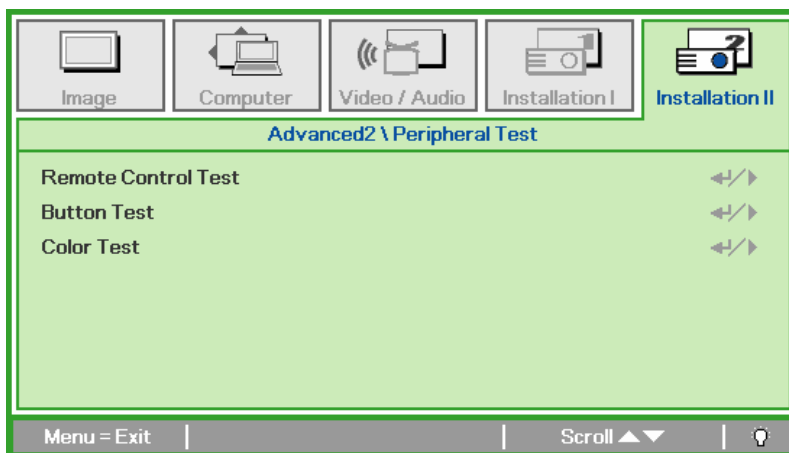 Image
Computer
Video / Audio
Installation I
Installation II
Advanced2 \ Peripheral Test
Remote Control Test
Button Test
Color Test
Menu = Exit
Scroll ▲▼